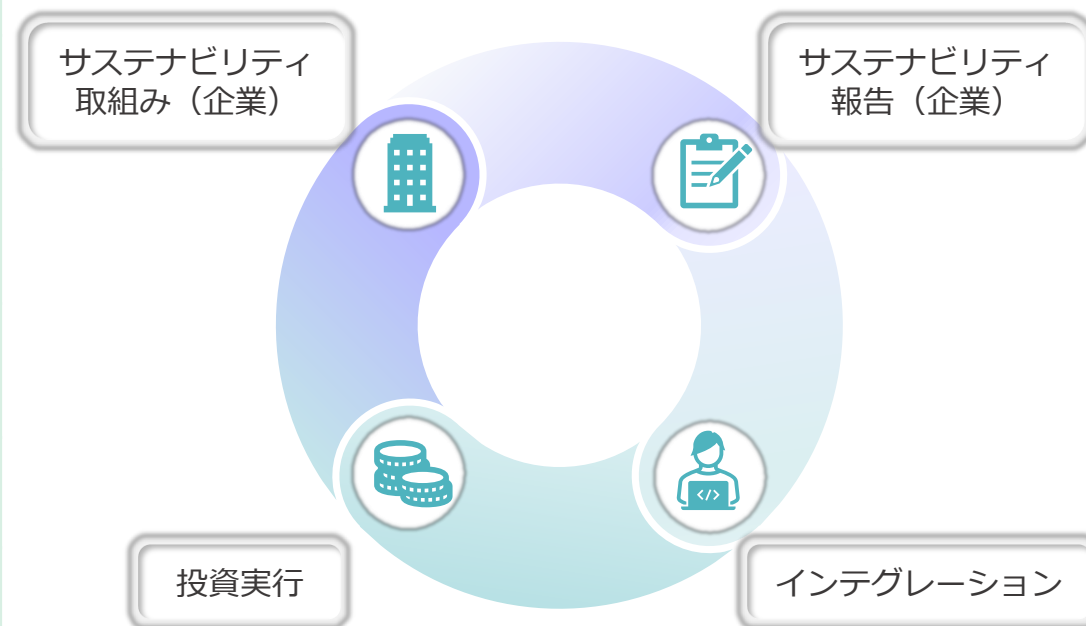 サステナビリティ
取組み（企業）
サステナビリティ
報告（企業）
投資実行
インテグレーション
</>